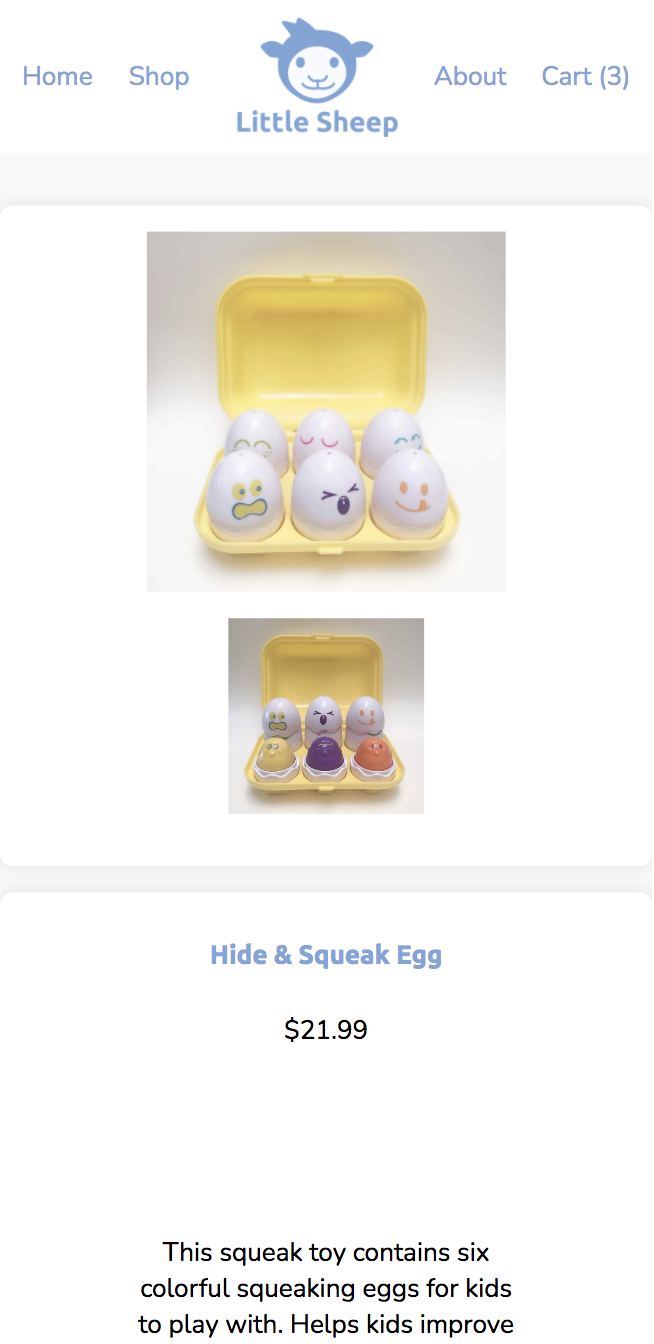 Home Shop About Cart (3)
Little Sheep
Hide & Squeak Egg
$21.99
This squeak toy contains six
colorful squeaking eggs for kids
to play with. Helps kids improve